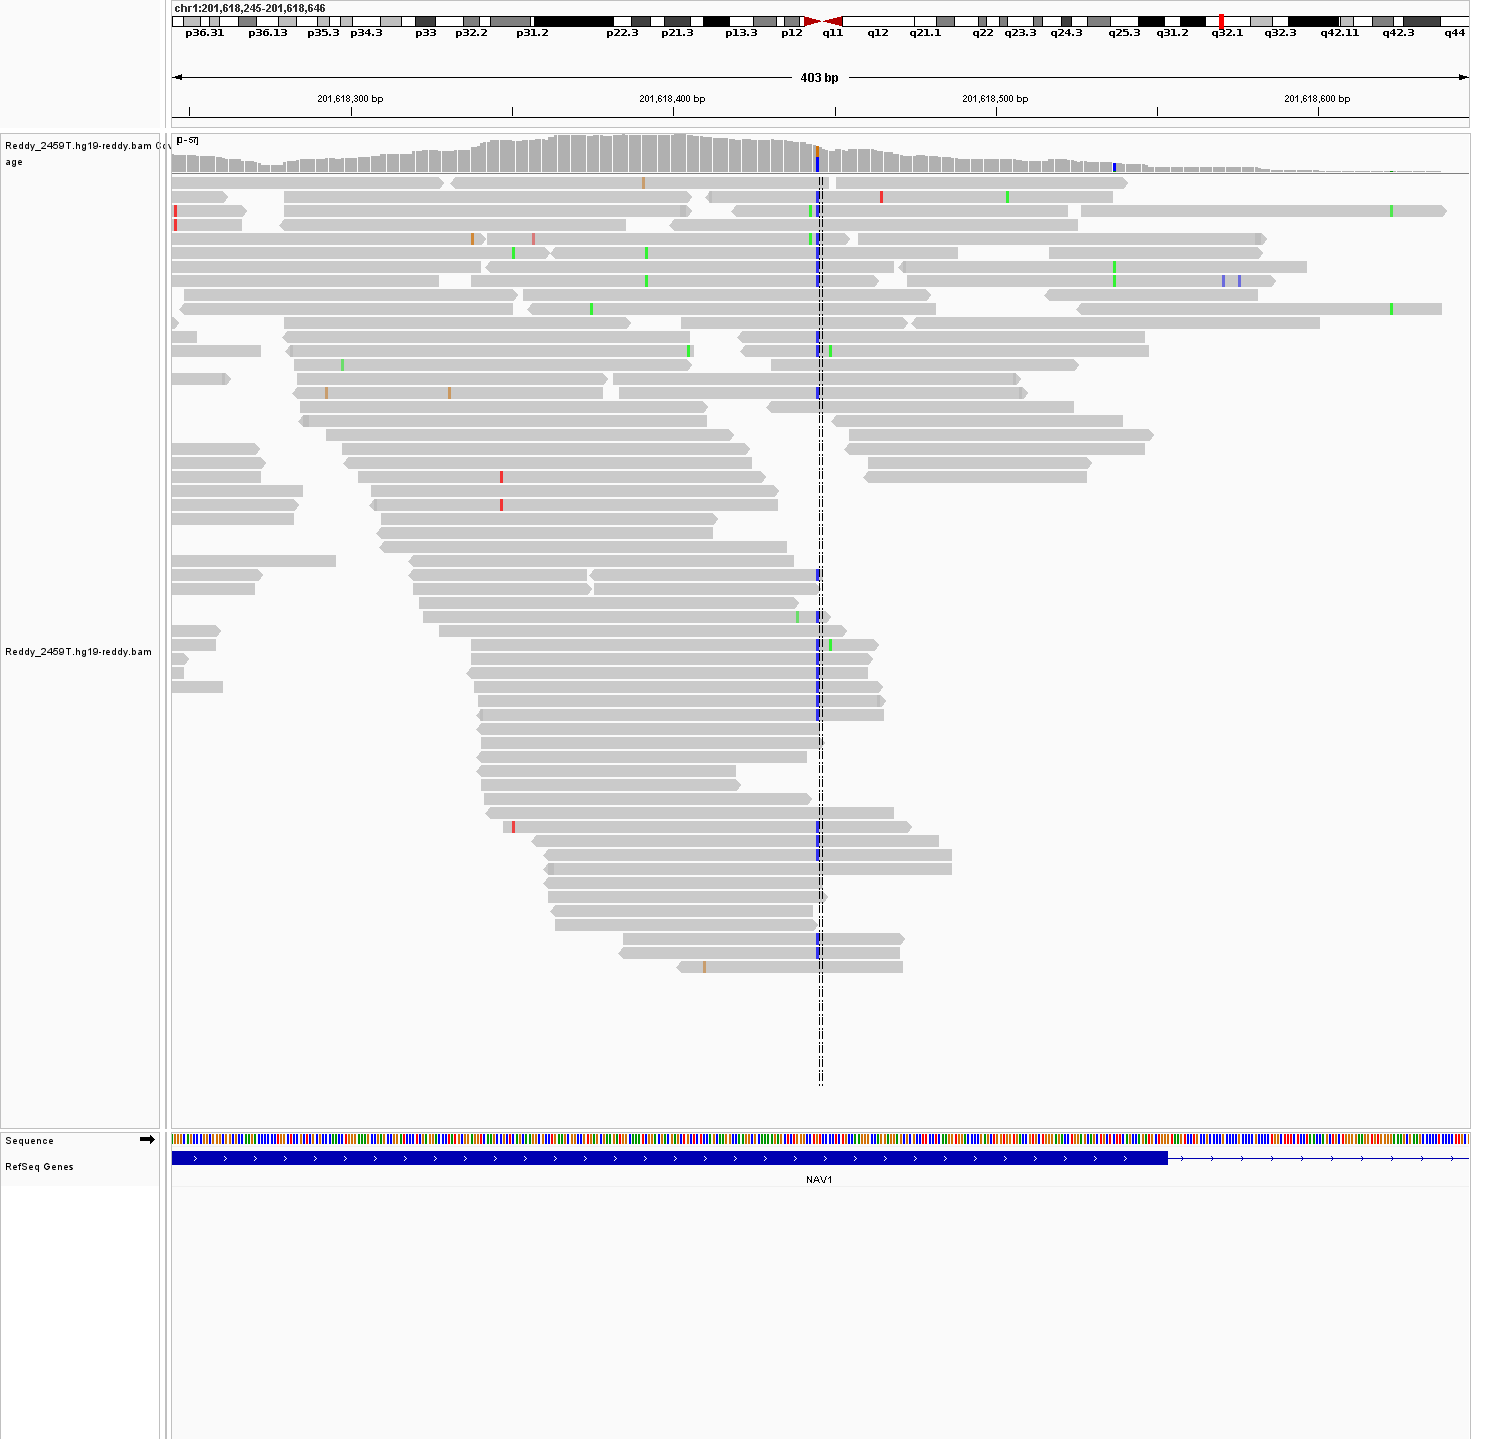 chr1:201,618,245-201,618,646
p36.31 p36.13 p35.3 p34.3 p33 p32.2 p31.2 p22.3 p21.3 p13.3 p12 q11 q12 q21.1 q22 q23.3 q24.3 q25.3 q31.2 q32.1 q32.3 q42.11 q42.3 q44
403 bp
201,618,300 bp 201,618,400 bp 201,618,500 bp 201,618,600 bp
[0-57]
Reddy_2459T.hg19-reddy.bam Cov
age
Reddy_2459T.hg19-reddy.bam
Sequence
RefSeq Genes
NAV1